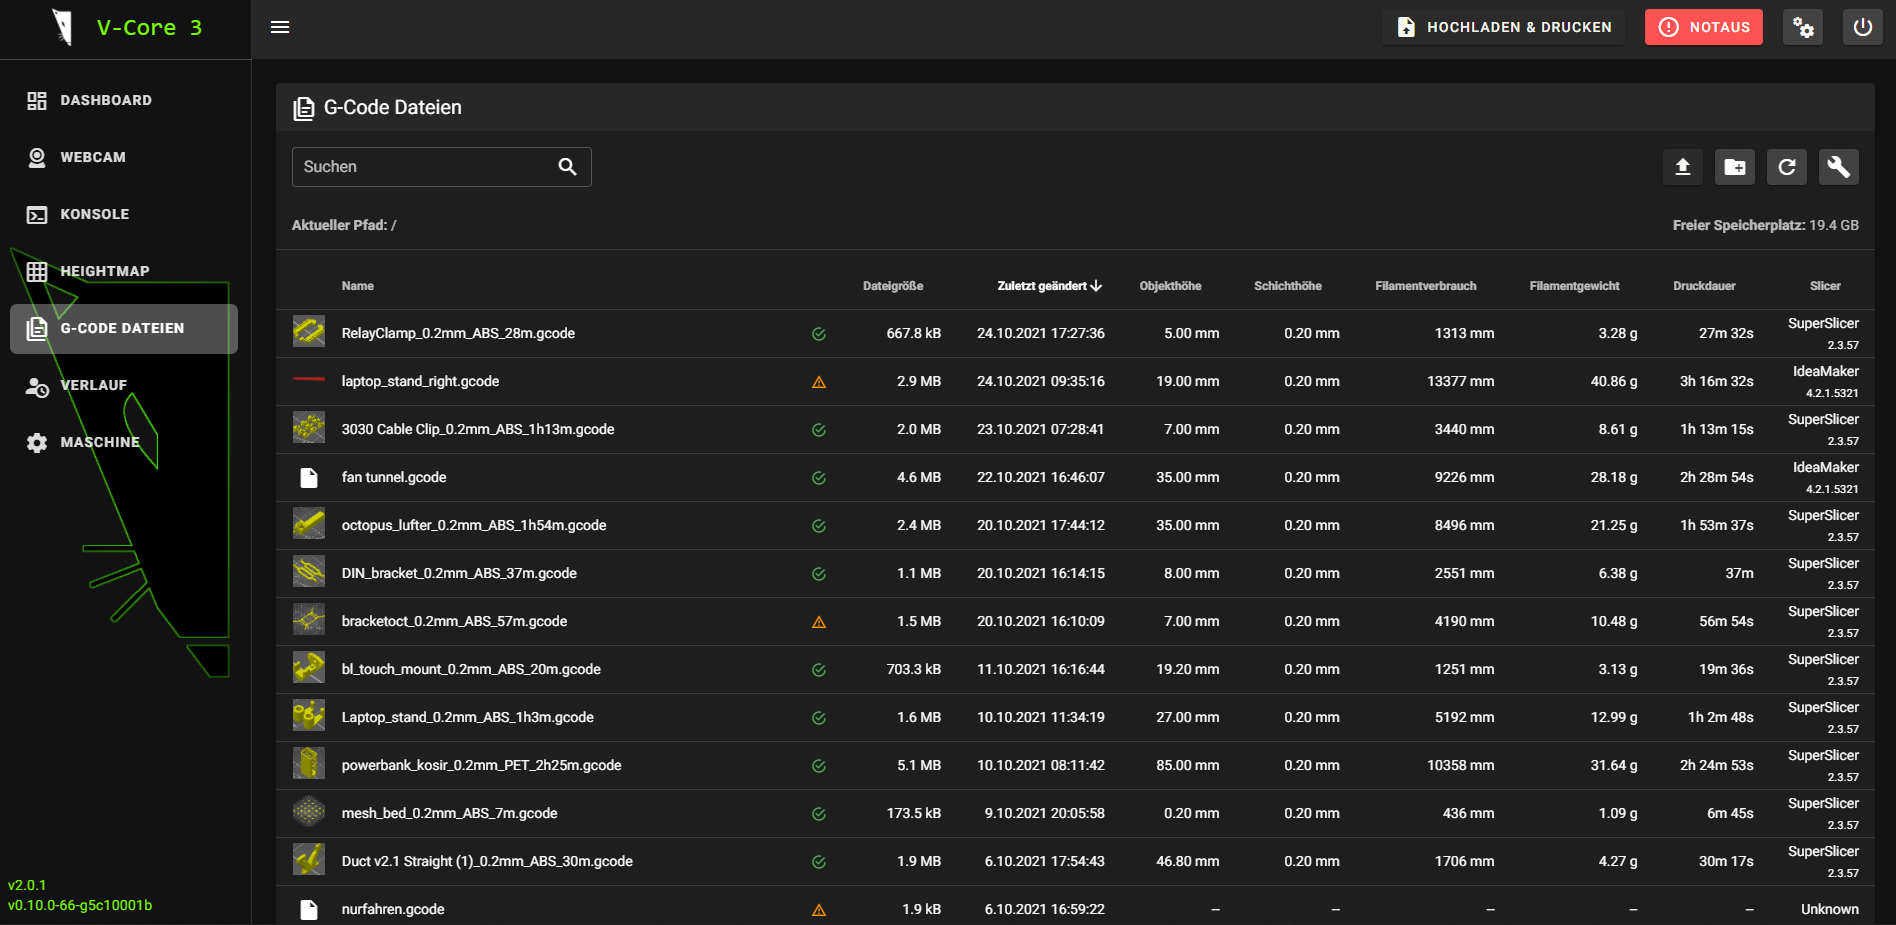 V-Core 3
HOCHLADEN & DRUCKEN
NOTAUS
DASHBOARD
WEBCAM
KONSOLE
HEIGHTMAP
G-CODE DATEIEN
VERLAUF
MASCHINE
v2.0.1
v0.10.0-66-g5c10001b
G-Code Dateien
Suchen
Aktueller Pfad: /
Freier Speicherplatz: 19.4 GB
Name Dateigröße Zuletzt geändert Objekthöhe Schichthöhe Filamentverbrauch Filamentgewicht Druckdauer Slicer
RelayClamp_0.2mm_ABS_28m.gcode 667.8 kB 24.10.2021 17:27:36 5.00 mm 0.20 mm 1313 mm 3.28 g 27m 32s SuperSlicer
2.3.57
laptop_stand_right.gcode 2.9 MB 24.10.2021 09:35:16 19.00 mm 0.20 mm 13377 mm 40.86 g 3h 16m 32s IdeaMaker
4.2.1.5321
3030 Cable Clip_0.2mm_ABS_1h13m.gcode 2.0 MB 23.10.2021 07:28:41 7.00 mm 0.20 mm 3440 mm 8.61 g 1h 13m 15s SuperSlicer
2.3.57
fan tunnel.gcode 4.6 MB 22.10.2021 16:46:07 35.00 mm 0.20 mm 9226 mm 28.18 g 2h 28m 54s IdeaMaker
4.2.1.5321
octopus_lufter_0.2mm_ABS_1h54m.gcode 2.4 MB 20.10.2021 17:44:12 35.00 mm 0.20 mm 8496 mm 21.25 g 1h 53m 37s SuperSlicer
2.3.57
DIN_bracket_0.2mm_ABS_37m.gcode 1.1 MB 20.10.2021 16:14:15 8.00 mm 0.20 mm 2551 mm 6.38 g 37m SuperSlicer
2.3.57
bracketoct_0.2mm_ABS_57m.gcode 1.5 MB 20.10.2021 16:10:09 7.00 mm 0.20 mm 4190 mm 10.48 g 56m 54s SuperSlicer
2.3.57
bl_touch_mount_0.2mm_ABS_20m.gcode 703.3 kB 11.10.2021 16:16:44 19.20 mm 0.20 mm 1251 mm 3.13 g 19m 36s SuperSlicer
2.3.57
Laptop_stand_0.2mm_ABS_1h3m.gcode 1.6 MB 10.10.2021 11:34:19 27.00 mm 0.20 mm 5192 mm 12.99 g 1h 2m 48s SuperSlicer
2.3.57
powerbank_kosir_0.2mm_PET_2h25m.gcode 5.1 MB 10.10.2021 08:11:42 85.00 mm 0.20 mm 10358 mm 31.64 g 2h 24m 53s SuperSlicer
2.3.57
mesh_bed_0.2mm_ABS_7m.gcode 173.5 kB 9.10.2021 20:05:58 0.20 mm 0.20 mm 436 mm 1.09 g 6m 45s SuperSlicer
2.3.57
Duct v2.1 Straight (1)_0.2mm_ABS_30m.gcode 1.9 MB 6.10.2021 17:54:43 46.80 mm 0.20 mm 1706 mm 4.27 g 30m 17s SuperSlicer
2.3.57
nurfahren.gcode 1.9 kB 6.10.2021 16:59:22 -- -- -- -- -- Unknown